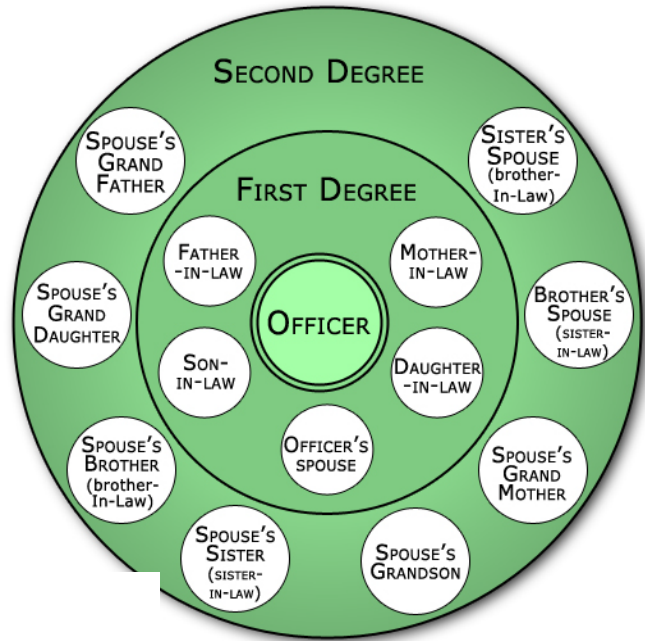 SECOND DEGREE
SPOUSE'S
GRAND
FATHER
SISTER'S
SPOUSE
(brother-
In-Law)
FIRST DEGREE
FATHER
-IN-LAW
MOTHER-
IN-LAW
SPOUSE'S
GRAND
DAUGHTER
OFFICER
BROTHER'S
SPOUSE
(SISTER-
IN-LAW)
SON-
IN-LAW
DAUGHTER
-IN-LAW
OFFICER'S
SPOUSE
SPOUSE'S
BROTHER
(brother-
In-Law)
SPOUSE'S
GRAND
MOTHER
SPOUSE'S
SISTER
(SISTER-
IN-LAW)
SPOUSE'S
GRANDSON